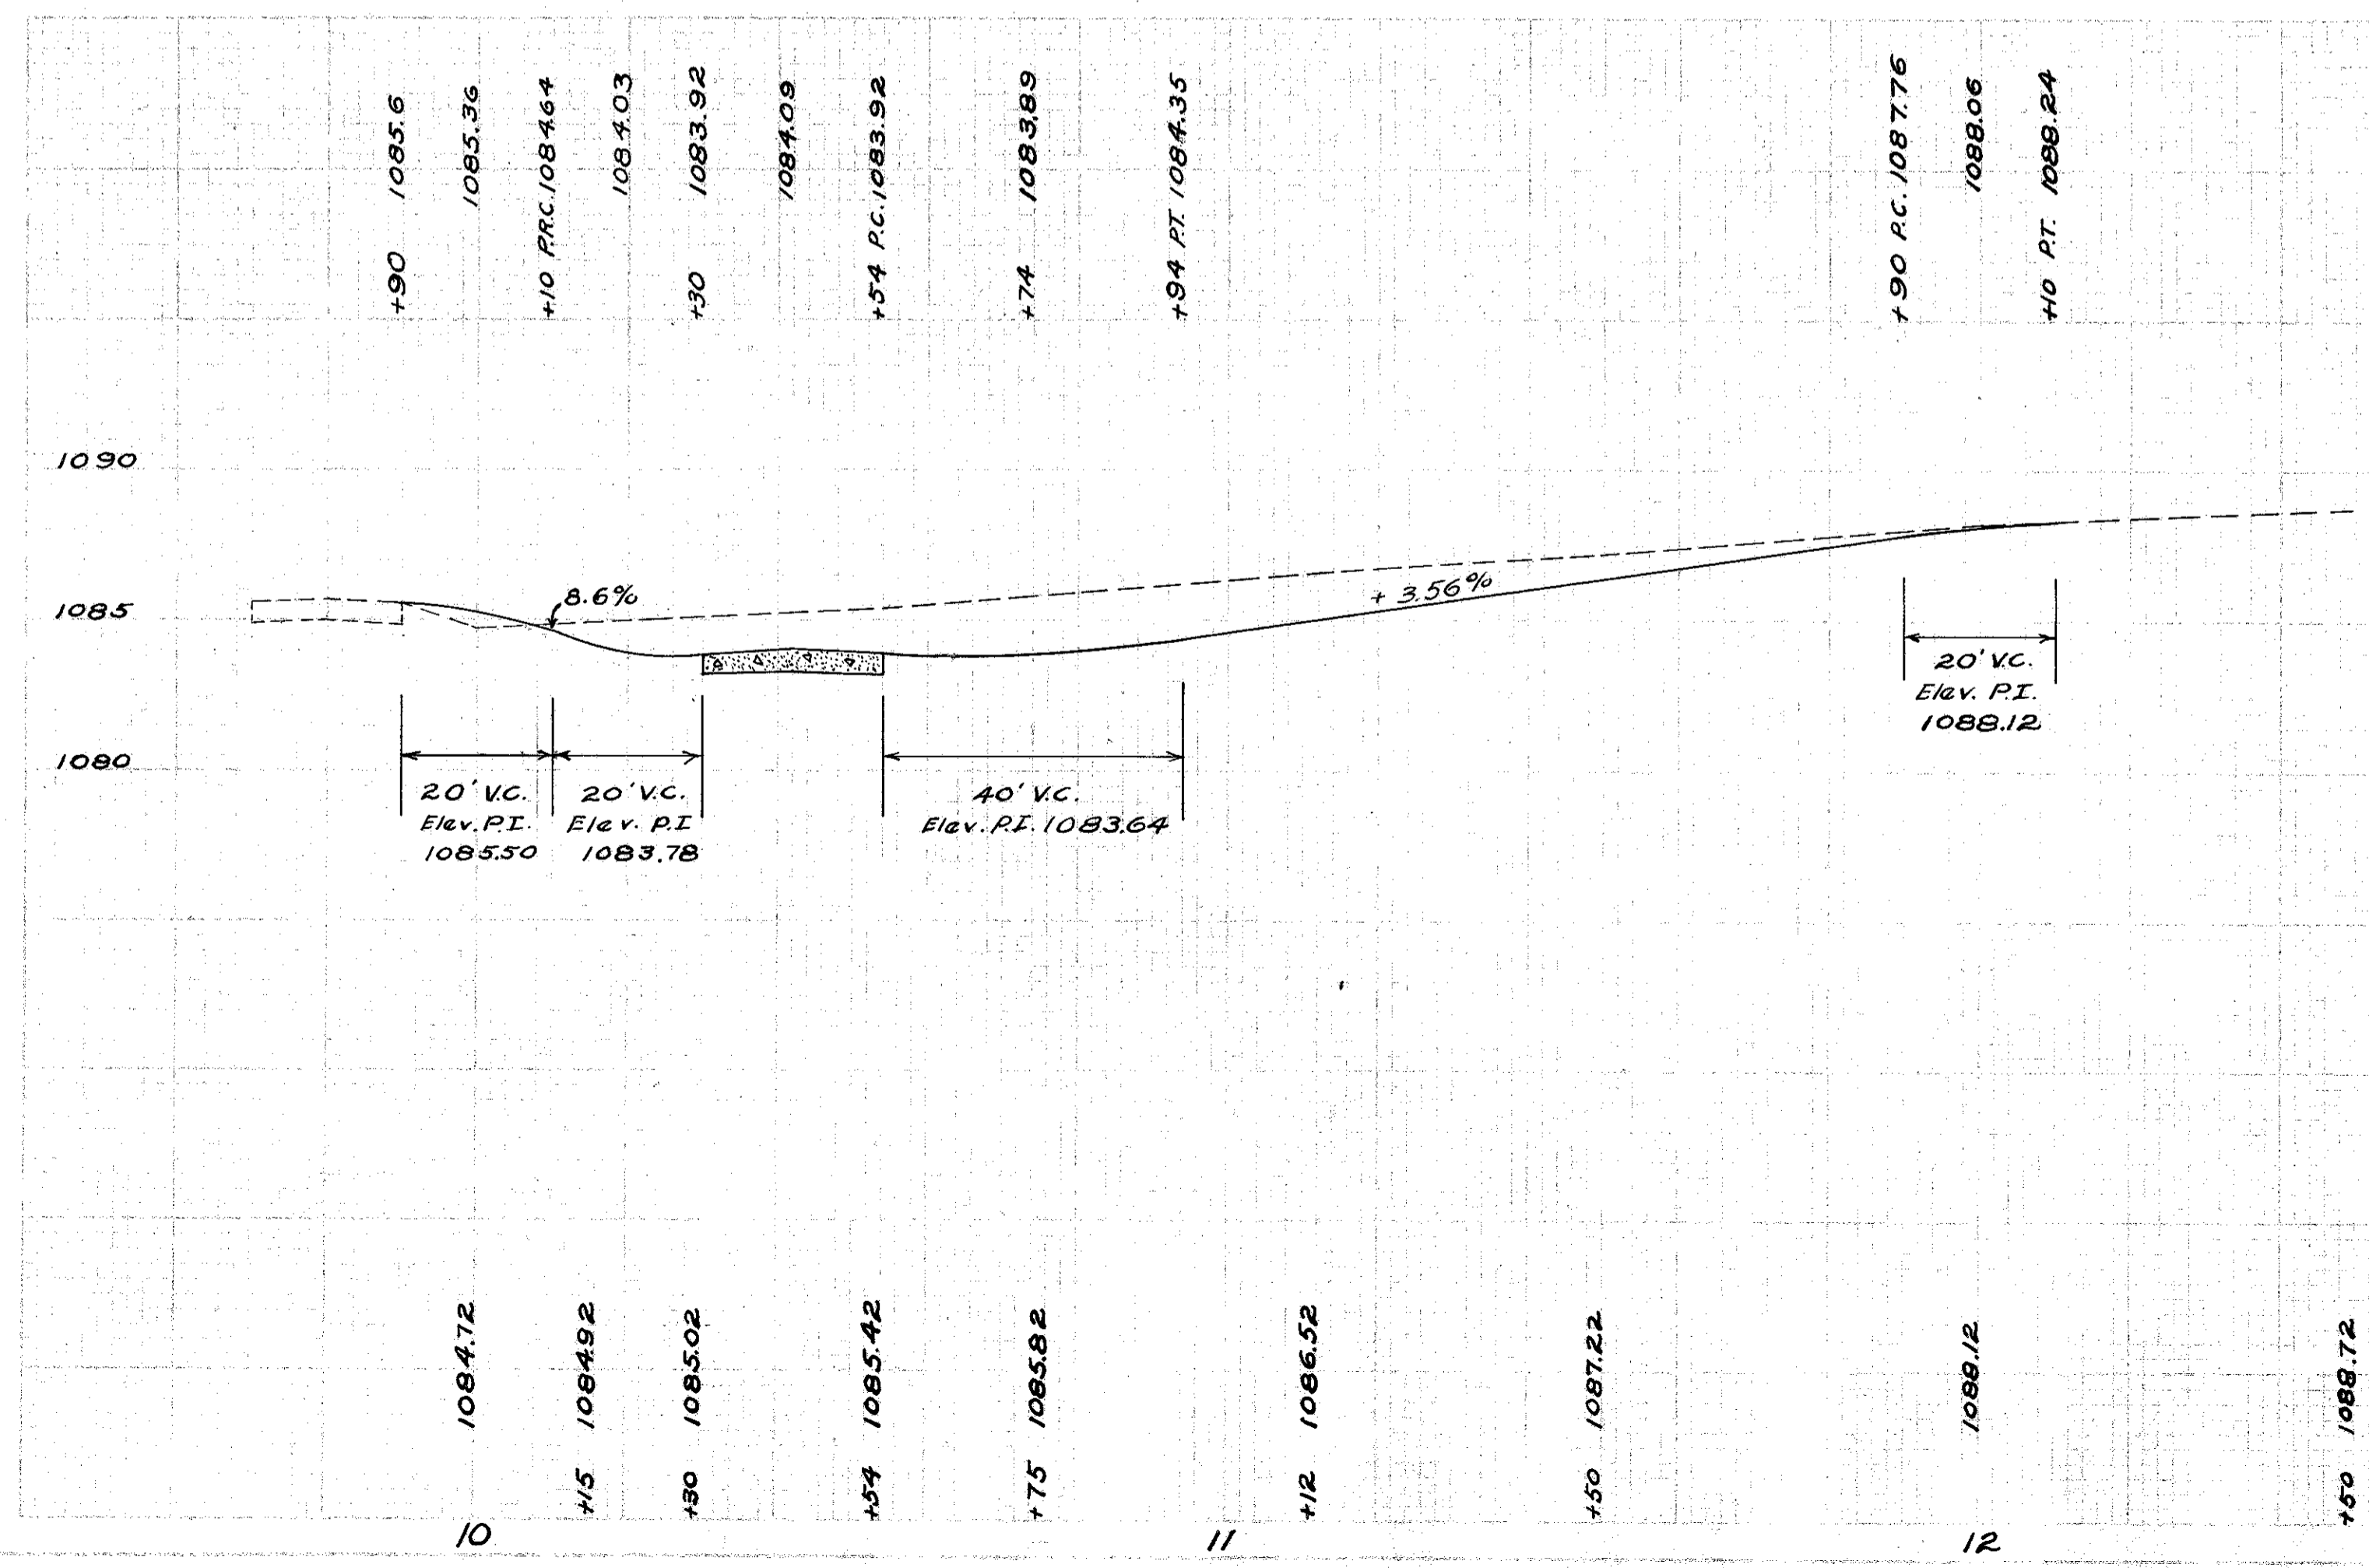 +90 1085.6
1085.36
+10 P.R.C. 1084.64
1084.03
+30 1083.92
1084.09
+54 P.C. 1083.92
+74 1083.89
+94 P.T. 1084.35
+90 P.C. 1087.76
1088.06
+10 P.T. 1088.24
1090
1085
8.6%
+ 3.56%
20' V.C.
Elev. P.I.
1088.12
1080
20' V.C.
Elev. P.I.
1085.50
20' V.C.
Elev. P.I
1083.78
40' V.C.
Elev. P.I. 1083.64
1084.72
+15 1084.92
+30 1085.02
+54 1085.42
+75 1085.82
+12 1086.52
+50 1087.22
1088.12
+50 1088.72
10
11
12